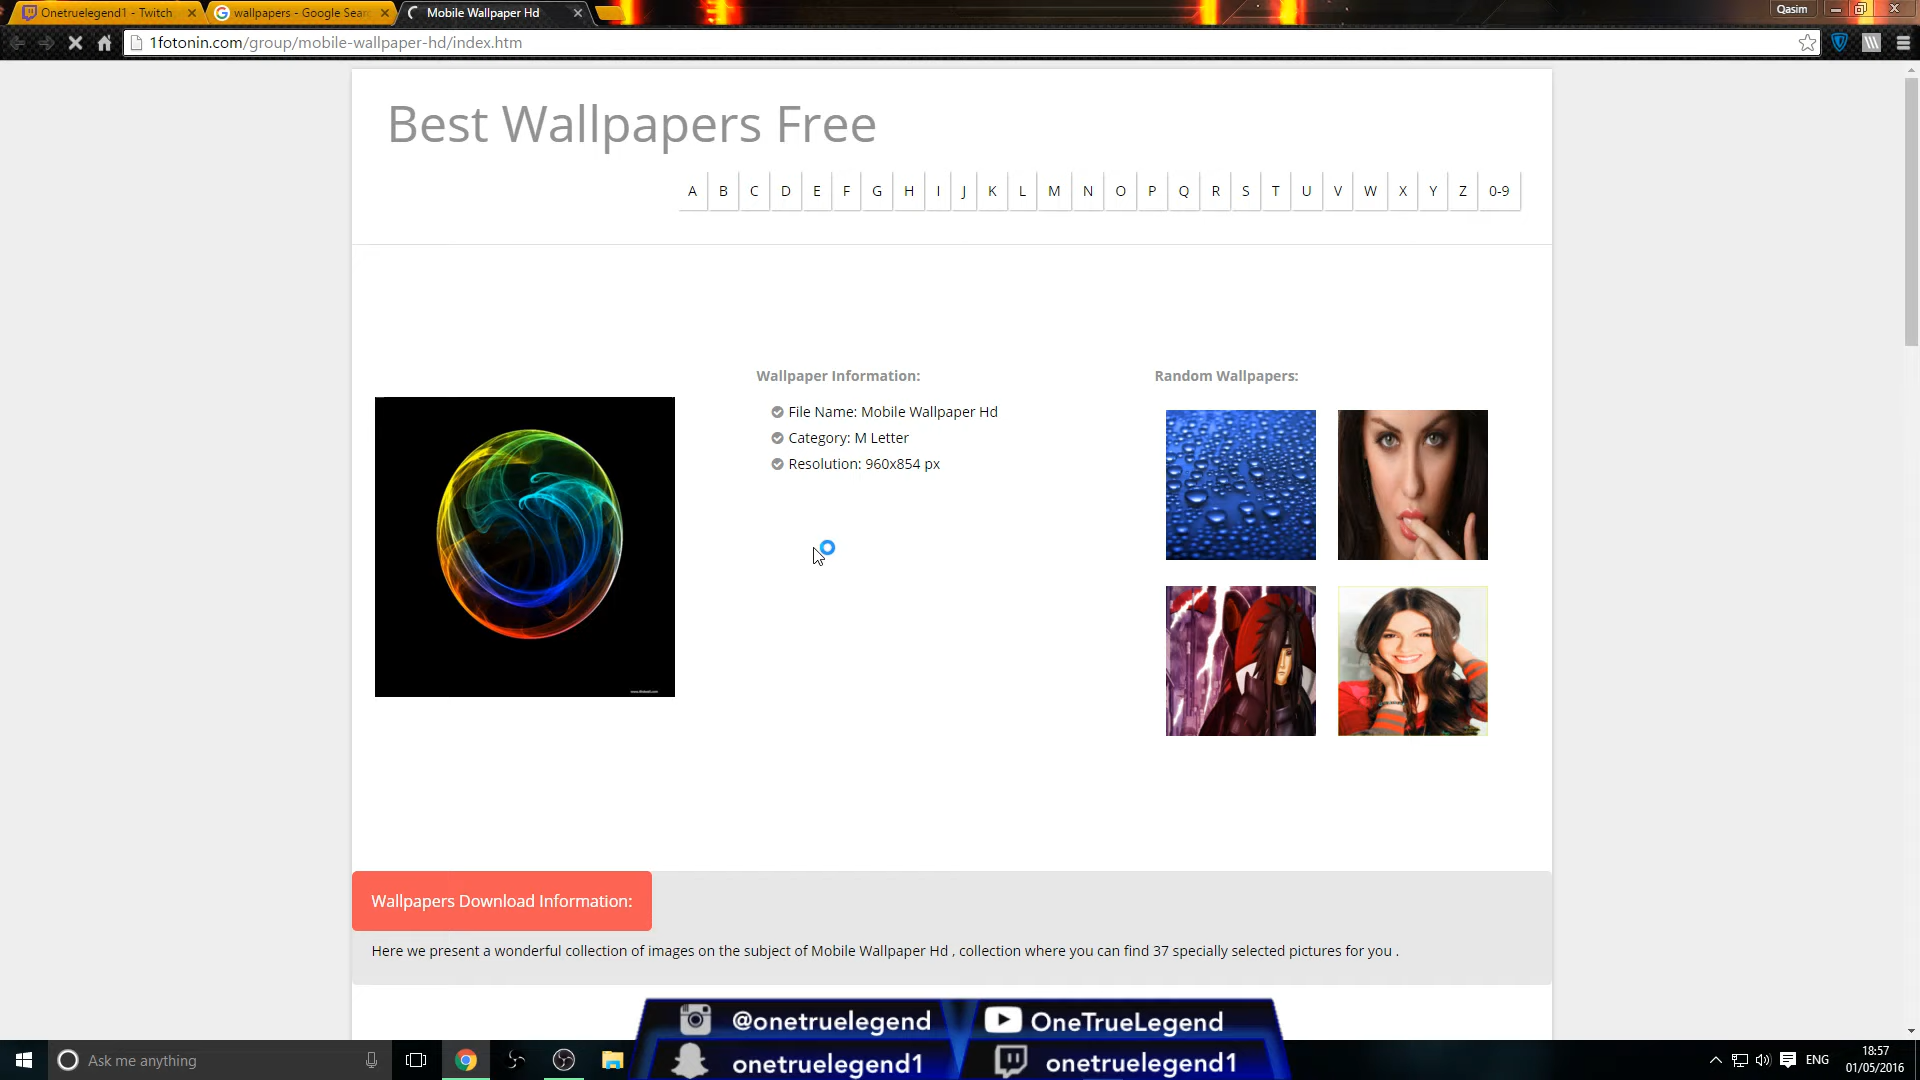 Onetruelegend1 - Twitch
wallpapers - Google Sear
Mobile Wallpaper Hd
Qasim
1fotonin.com/group/mobile-wallpaper-hd/index.htm
Best Wallpapers Free
A B C D E F G H I J K L M N O P Q R S T U V W X Y Z 0-9
Wallpaper Information:
File Name: Mobile Wallpaper Hd
Category: M Letter
Resolution: 960x854 px
Random Wallpapers:
Wallpapers Download Information:
Here we present a wonderful collection of images on the subject of Mobile Wallpaper Hd , collection where you can find 37 specially selected pictures for you .
@onetruelegend
OneTrueLegend
onetruelegend1
onetruelegend1
Ask me anything
ENG
18:57
01/05/2016